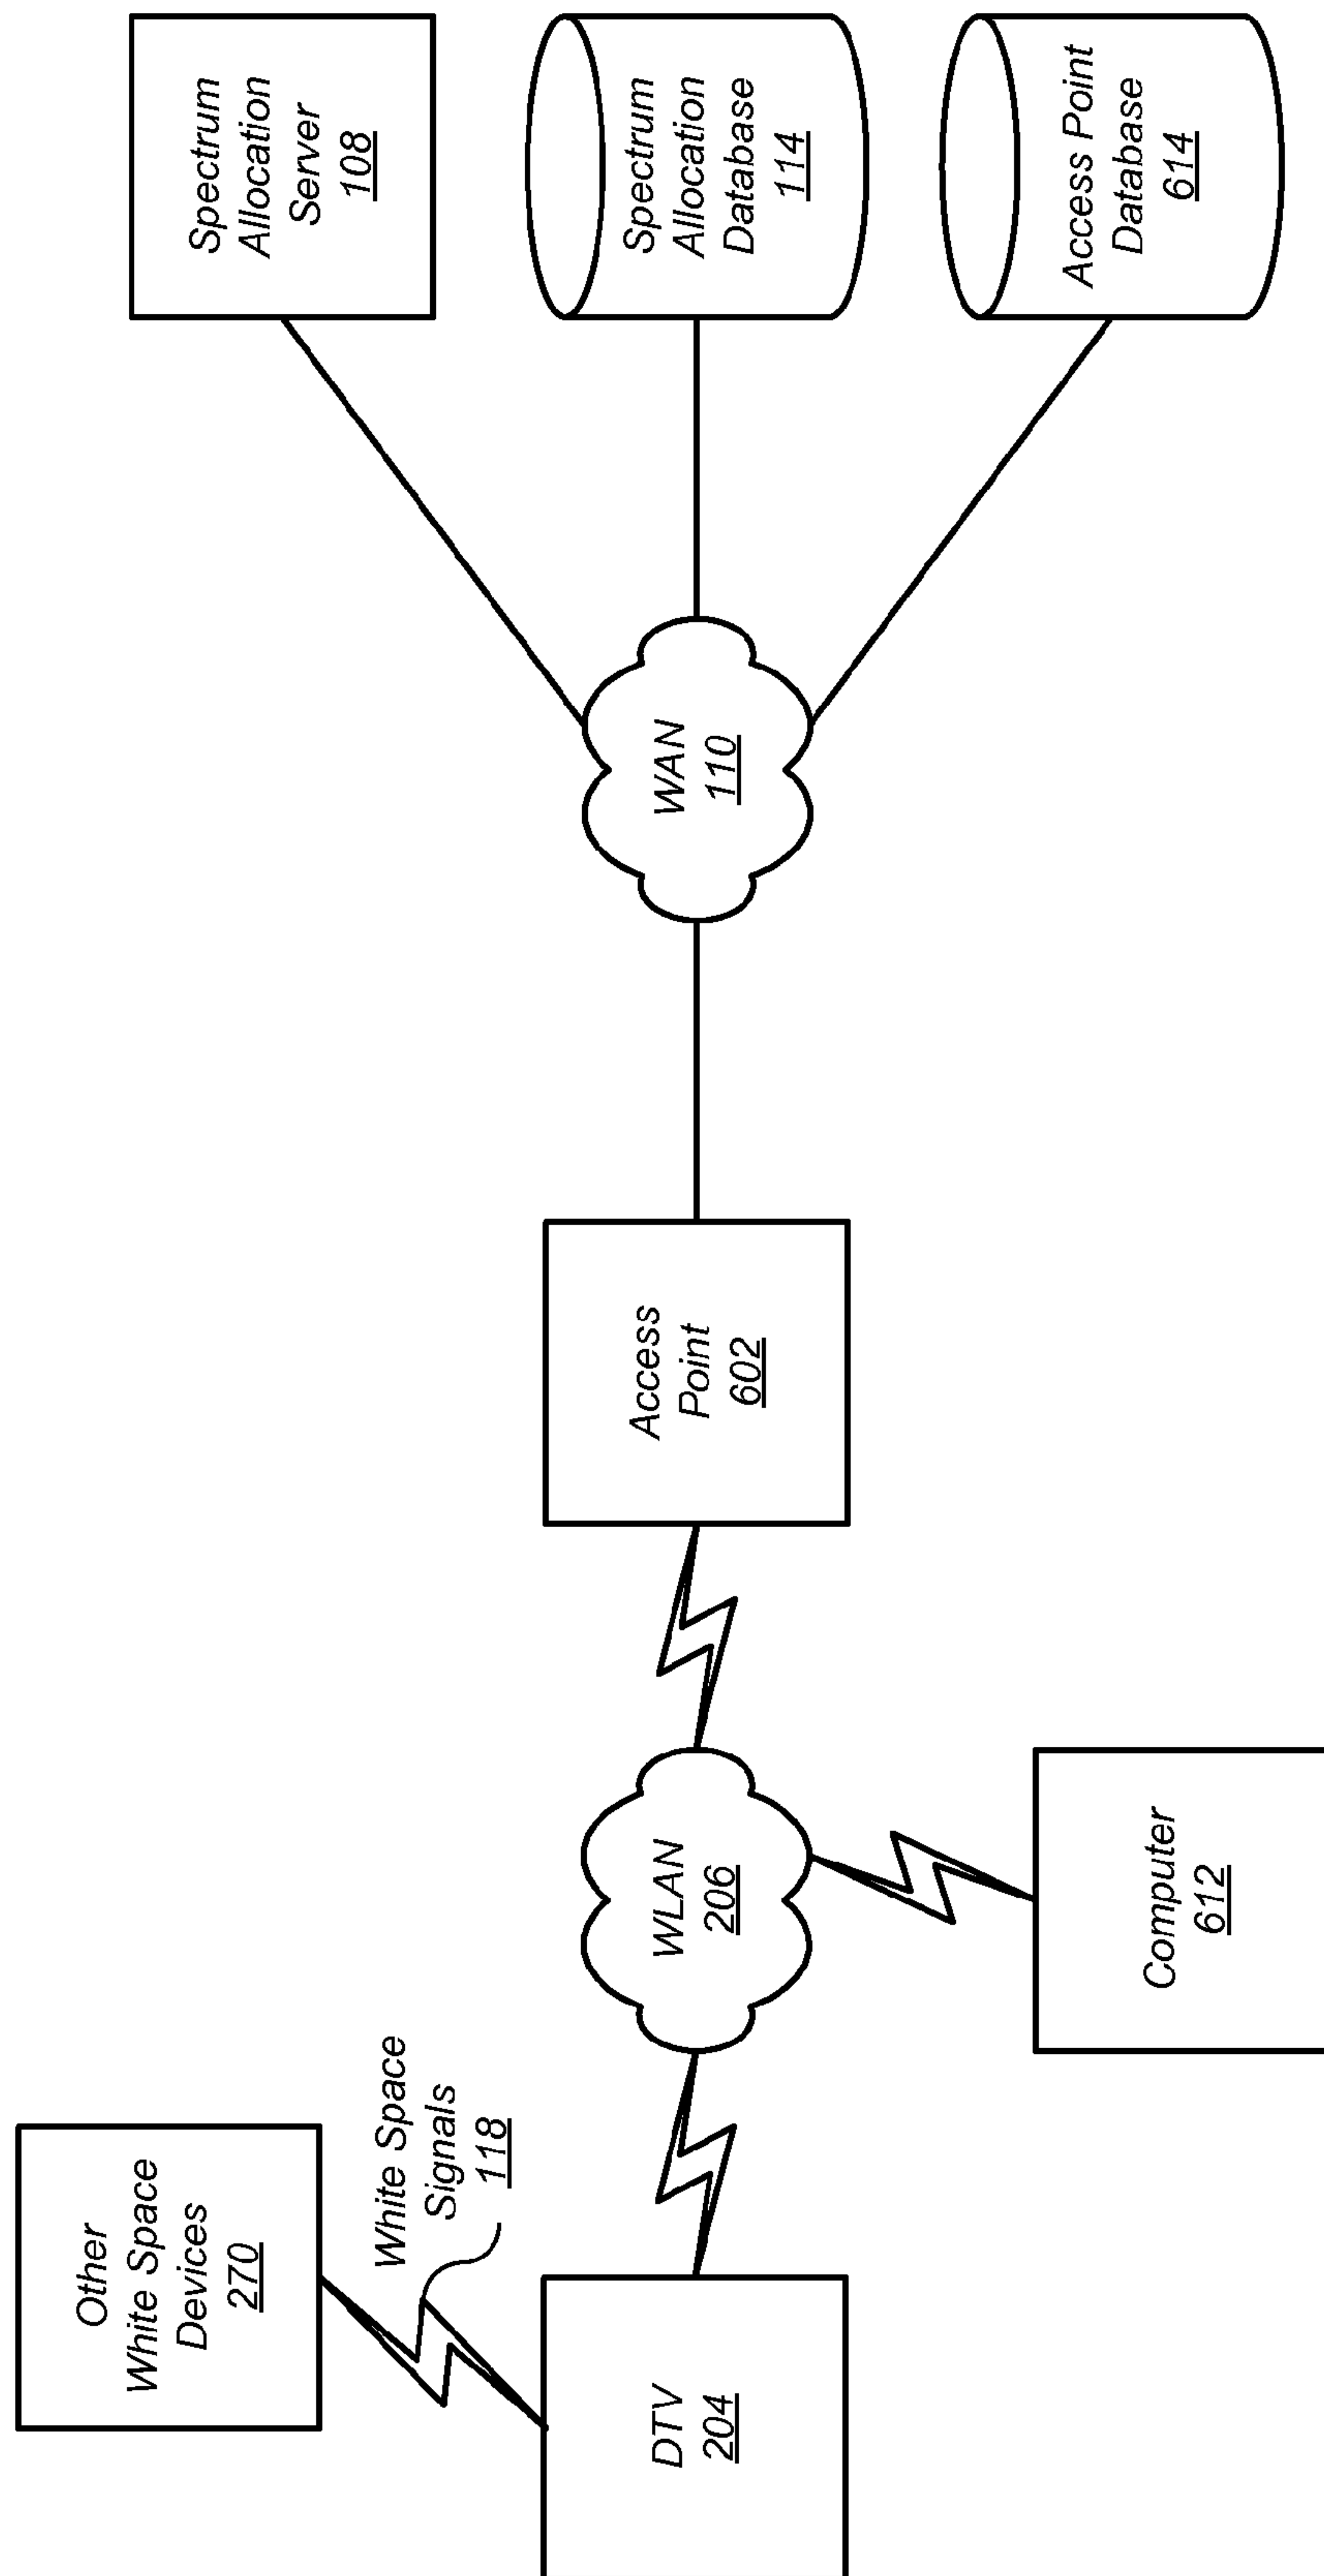 Other
White Space
Devices
270
White Space
Signals
118
DTV
204
WLAN
206
Computer
612
Access
Point
602
WAN
110
Spectrum
Allocation
Server
108
Spectrum
Allocation
Database
114
Access Point
Database
614